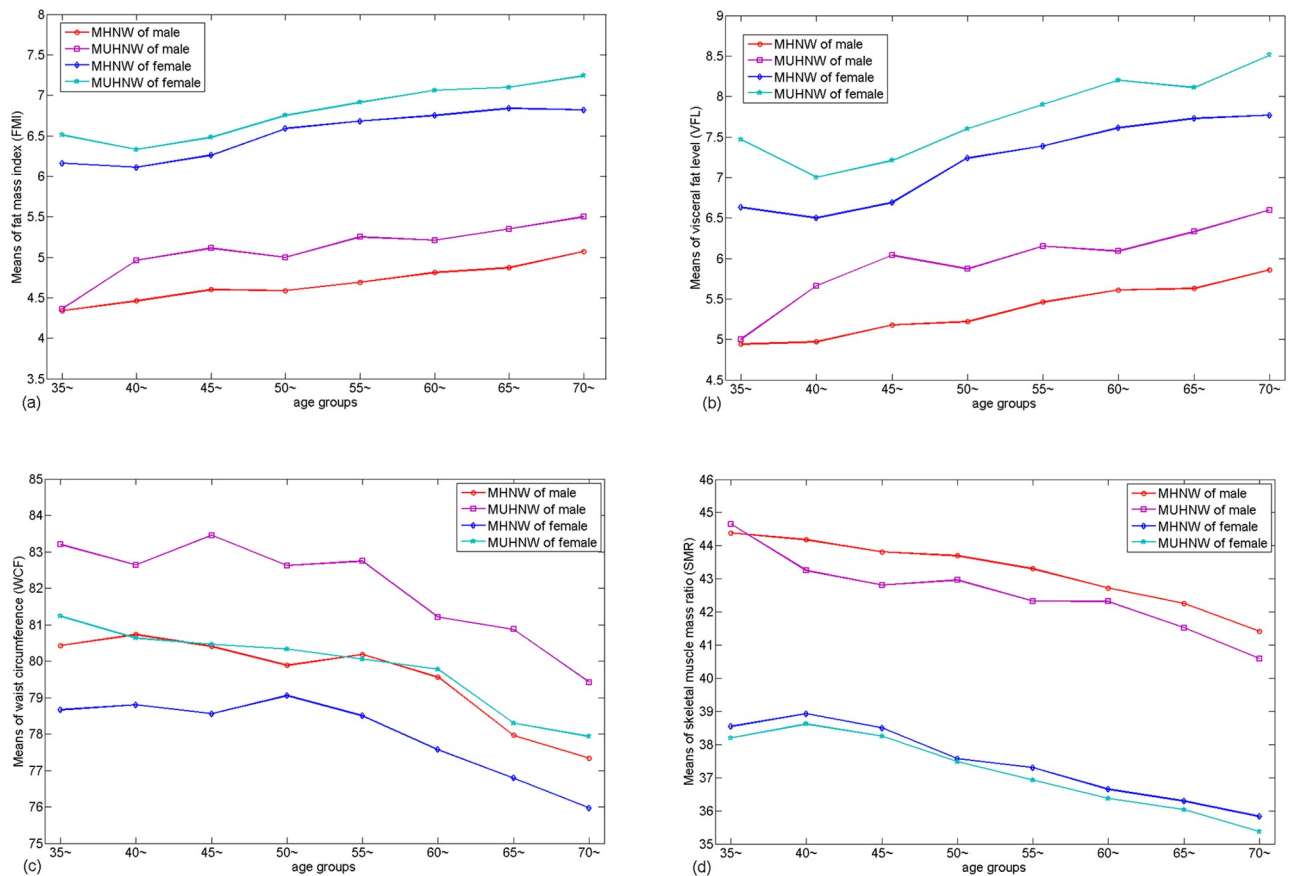 8
7.5
7
6.5
6
5.5
5
4.5
4
3.5
Means of fat mass index (FMI)
MHNW of male
MUHNW of male
MHNW of female
MUHNW of female
35~ 40~ 45~ 50~ 55~ 60~ 65~ 70~
age groups
(a)
9
8.5
8
7.5
7
6.5
6
5.5
5
4.5
Means of visceral fat level (VFL)
MHNW of male
MUHNW of male
MHNW of female
MUHNW of female
35~ 40~ 45~ 50~ 55~ 60~ 65~ 70~
age groups
(b)
85
84
83
82
81
80
79
78
77
76
75
Means of waist circumference (WCF)
MHNW of male
MUHNW of male
MHNW of female
MUHNW of female
35~ 40~ 45~ 50~ 55~ 60~ 65~ 70~
age groups
(c)
46
45
44
43
42
41
40
39
38
37
36
35
Means of skeletal muscle mass ratio (SMR)
MHNW of male
MUHNW of male
MHNW of female
MUHNW of female
35~ 40~ 45~ 50~ 55~ 60~ 65~ 70~
age groups
(d)